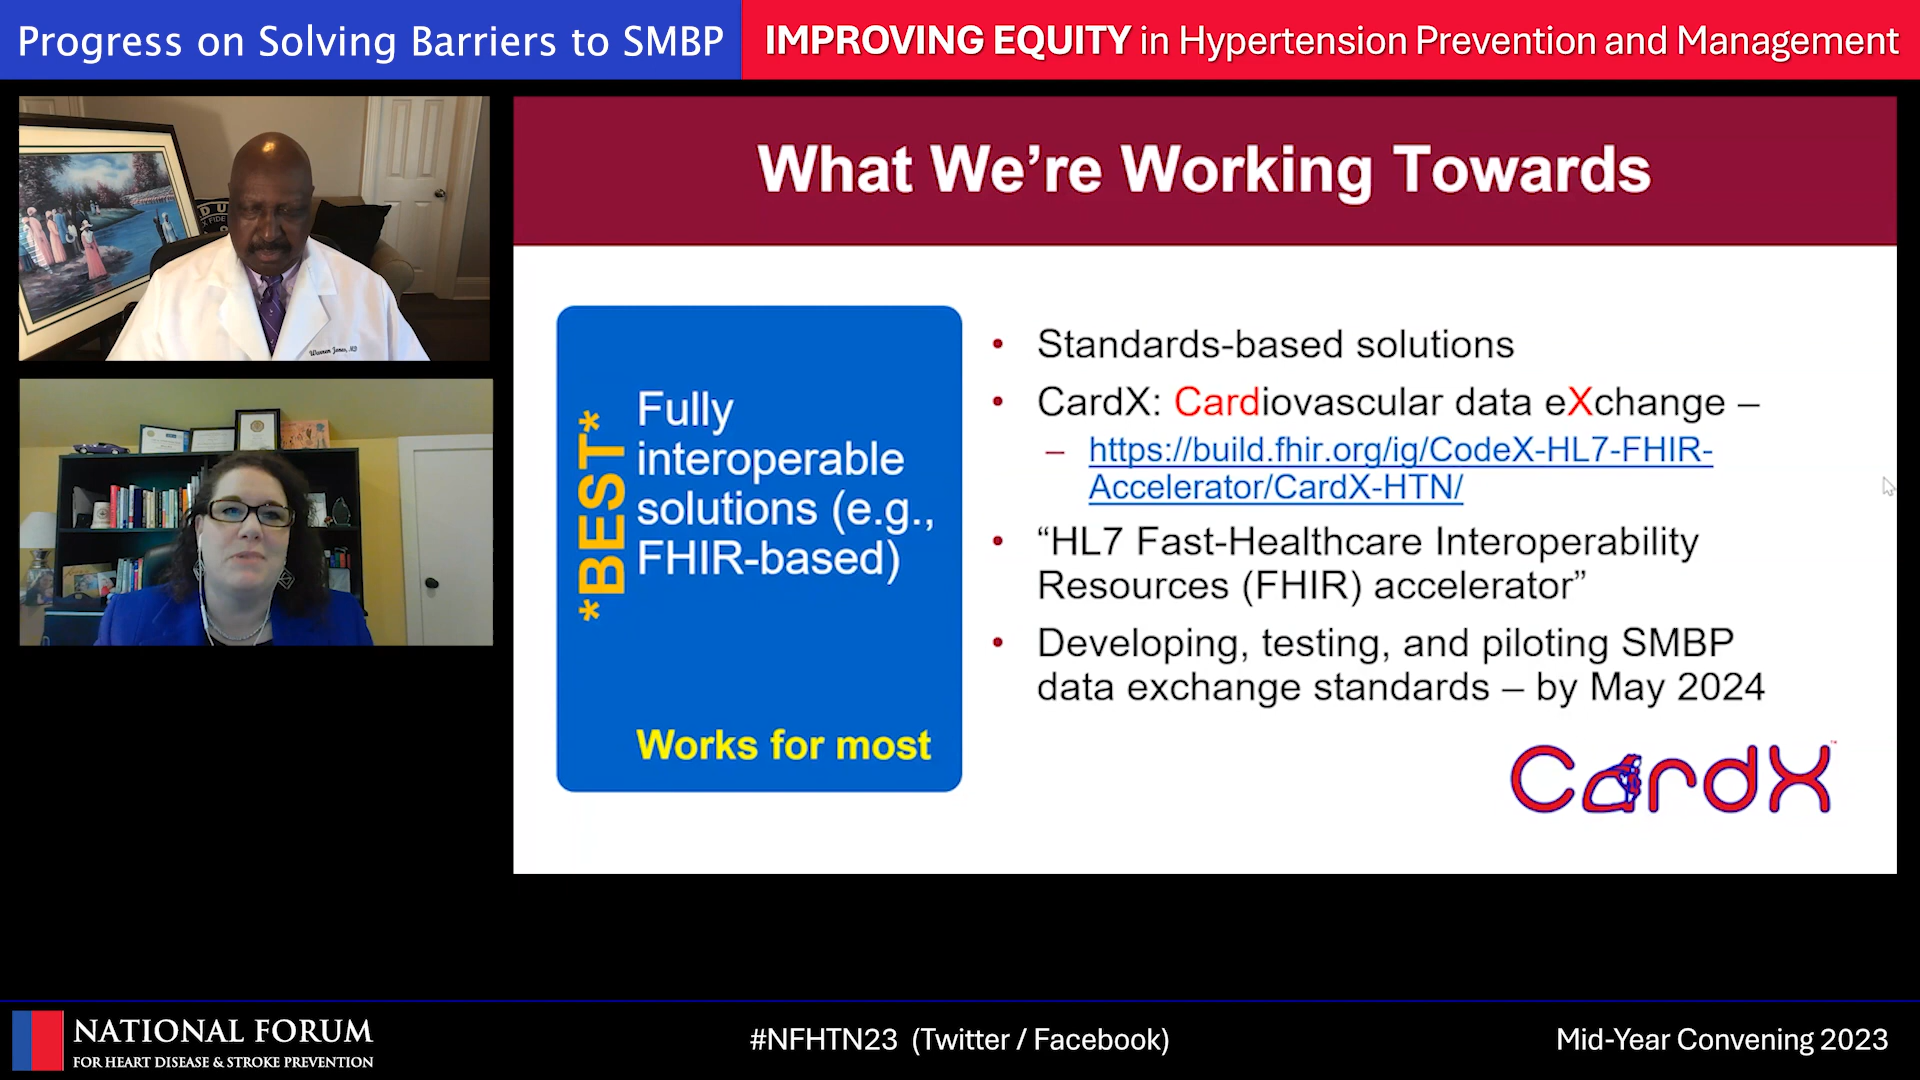 Progress on Solving Barriers to SMBP
IMPROVING EQUITY in Hypertension Prevention and Management
Warren Jones, MD
What We’re Working Towards
*BEST*
Fully
interoperable
solutions (e.g.,
FHIR-based)
Works for most
• Standards-based solutions
• CardX: Cardiovascular data eXchange –
– https://build.fhir.org/ig/CodeX-HL7-FHIR-
Accelerator/CardX-HTN/
• “HL7 Fast-Healthcare Interoperability
Resources (FHIR) accelerator”
• Developing, testing, and piloting SMBP
data exchange standards – by May 2024
CardX™
NATIONAL FORUM
FOR HEART DISEASE & STROKE PREVENTION
#NFHTN23 (Twitter / Facebook)
Mid-Year Convening 2023